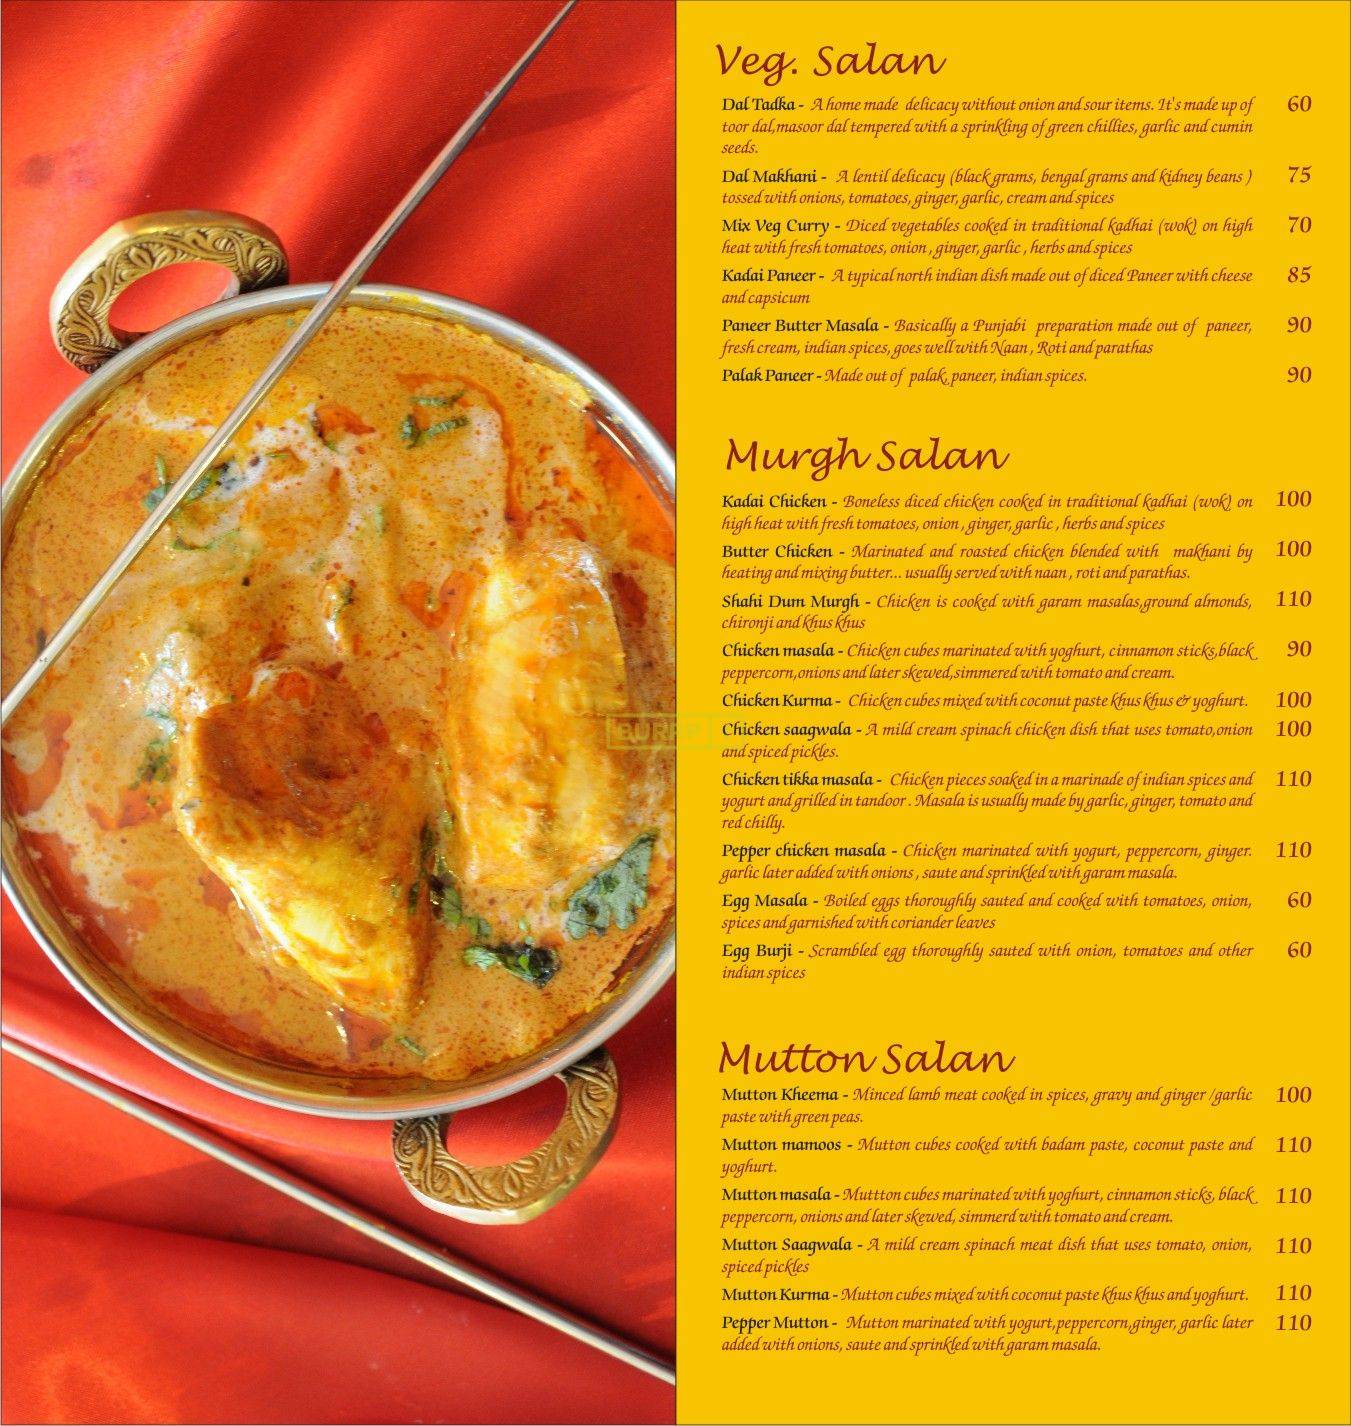 Veg. Salan
Dal Tadka - A home made delicacy without onion and sour items. It's made up of 60
toor dal,masoor dal tempered with a sprinkling of green chillies, garlic and cumin
seeds.
Dal Makhani - A lentil delicacy (black grams, bengal grams and kidney beans ) 75
tossed with onions, tomatoes, ginger, garlic, cream and spices
Mix Veg Curry - Diced vegetables cooked in traditional kadhai (wok) on high 70
heat with fresh tomatoes, onion , ginger, garlic , herbs and spices
Kadai Paneer - A typical north indian dish made out of diced Paneer with cheese 85
and capsicum
Paneer Butter Masala - Basically a Punjabi preparation made out of paneer, 90
fresh cream, indian spices, goes well with Naan , Roti and parathas
Palak Paneer - Made out of palak, paneer, indian spices. 90
Murgh Salan
Kadai Chicken - Boneless diced chicken cooked in traditional kadhai (wok) on 100
high heat with fresh tomatoes, onion , ginger, garlic , herbs and spices
Butter Chicken - Marinated and roasted chicken blended with makhani by 100
heating and mixing butter... usually served with naan , roti and parathas.
Shahi Dum Murgh - Chicken is cooked with garam masalas,ground almonds, 110
chironji and khus khus
Chicken masala - Chicken cubes marinated with yoghurt, cinnamon sticks,black 90
peppercorn,onions and later skewed,simmered with tomato and cream.
Chicken Kurma - Chicken cubes mixed with coconut paste khus khus & yoghurt. 100
BURRP
Chicken saagwala - A mild cream spinach chicken dish that uses tomato,onion 100
and spiced pickles.
Chicken tikka masala - Chicken pieces soaked in a marinade of indian spices and 110
yogurt and grilled in tandoor . Masala is usually made by garlic, ginger, tomato and
red chilly.
Pepper chicken masala - Chicken marinated with yogurt, peppercorn, ginger. 110
garlic later added with onions , saute and sprinkled with garam masala.
Egg Masala - Boiled eggs thoroughly sauted and cooked with tomatoes, onion, 60
spices and garnished with coriander leaves
Egg Burji - Scrambled egg thoroughly sauted with onion, tomatoes and other 60
indian spices
Mutton Salan
Mutton Kheema - Minced lamb meat cooked in spices, gravy and ginger /garlic 100
paste with green peas.
Mutton mamoos - Mutton cubes cooked with badam paste, coconut paste and 110
yoghurt.
Mutton masala - Muttton cubes marinated with yoghurt, cinnamon sticks, black 110
peppercorn, onions and later skewed, simmerd with tomato and cream.
Mutton Saagwala - A mild cream spinach meat dish that uses tomato, onion, 110
spiced pickles
Mutton Kurma - Mutton cubes mixed with coconut paste khus khus and yoghurt. 110
Pepper Mutton - Mutton marinated with yogurt,peppercorn,ginger, garlic later 110
added with onions, saute and sprinkled with garam masala.